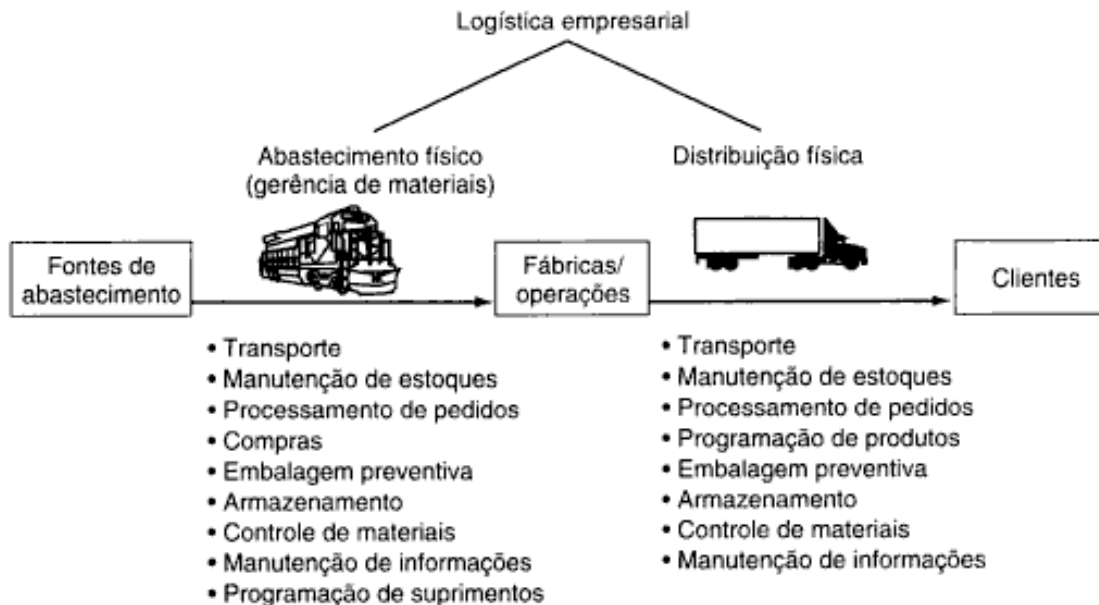 Logística empresarial
Abastecimento físico
(gerência de materiais)
Distribuição física
Fontes de
abastecimento
Fábricas/
operações
Clientes
• Transporte
• Manutenção de estoques
• Processamento de pedidos
• Compras
• Embalagem preventiva
• Armazenamento
• Controle de materiais
• Manutenção de informações
• Programação de suprimentos
• Transporte
• Manutenção de estoques
• Processamento de pedidos
• Programação de produtos
• Embalagem preventiva
• Armazenamento
• Controle de materiais
• Manutenção de informações